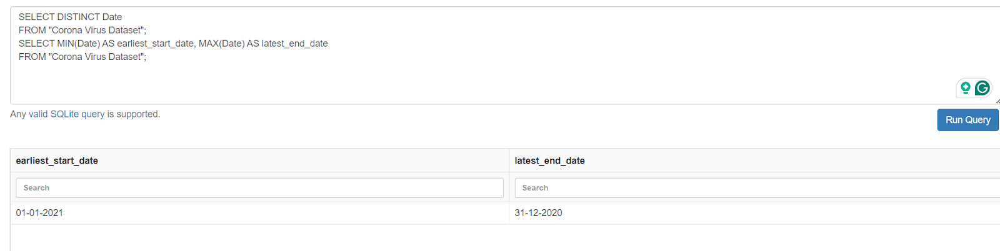 SELECT DISTINCT Date
FROM "Corona Virus Dataset";
SELECT MIN(Date) AS earliest_start_date, MAX(Date) AS latest_end_date
FROM "Corona Virus Dataset";
Any valid SQLite query is supported.
Run Query
earliest_start_date latest_end_date
Search Search
01-01-2021 31-12-2020